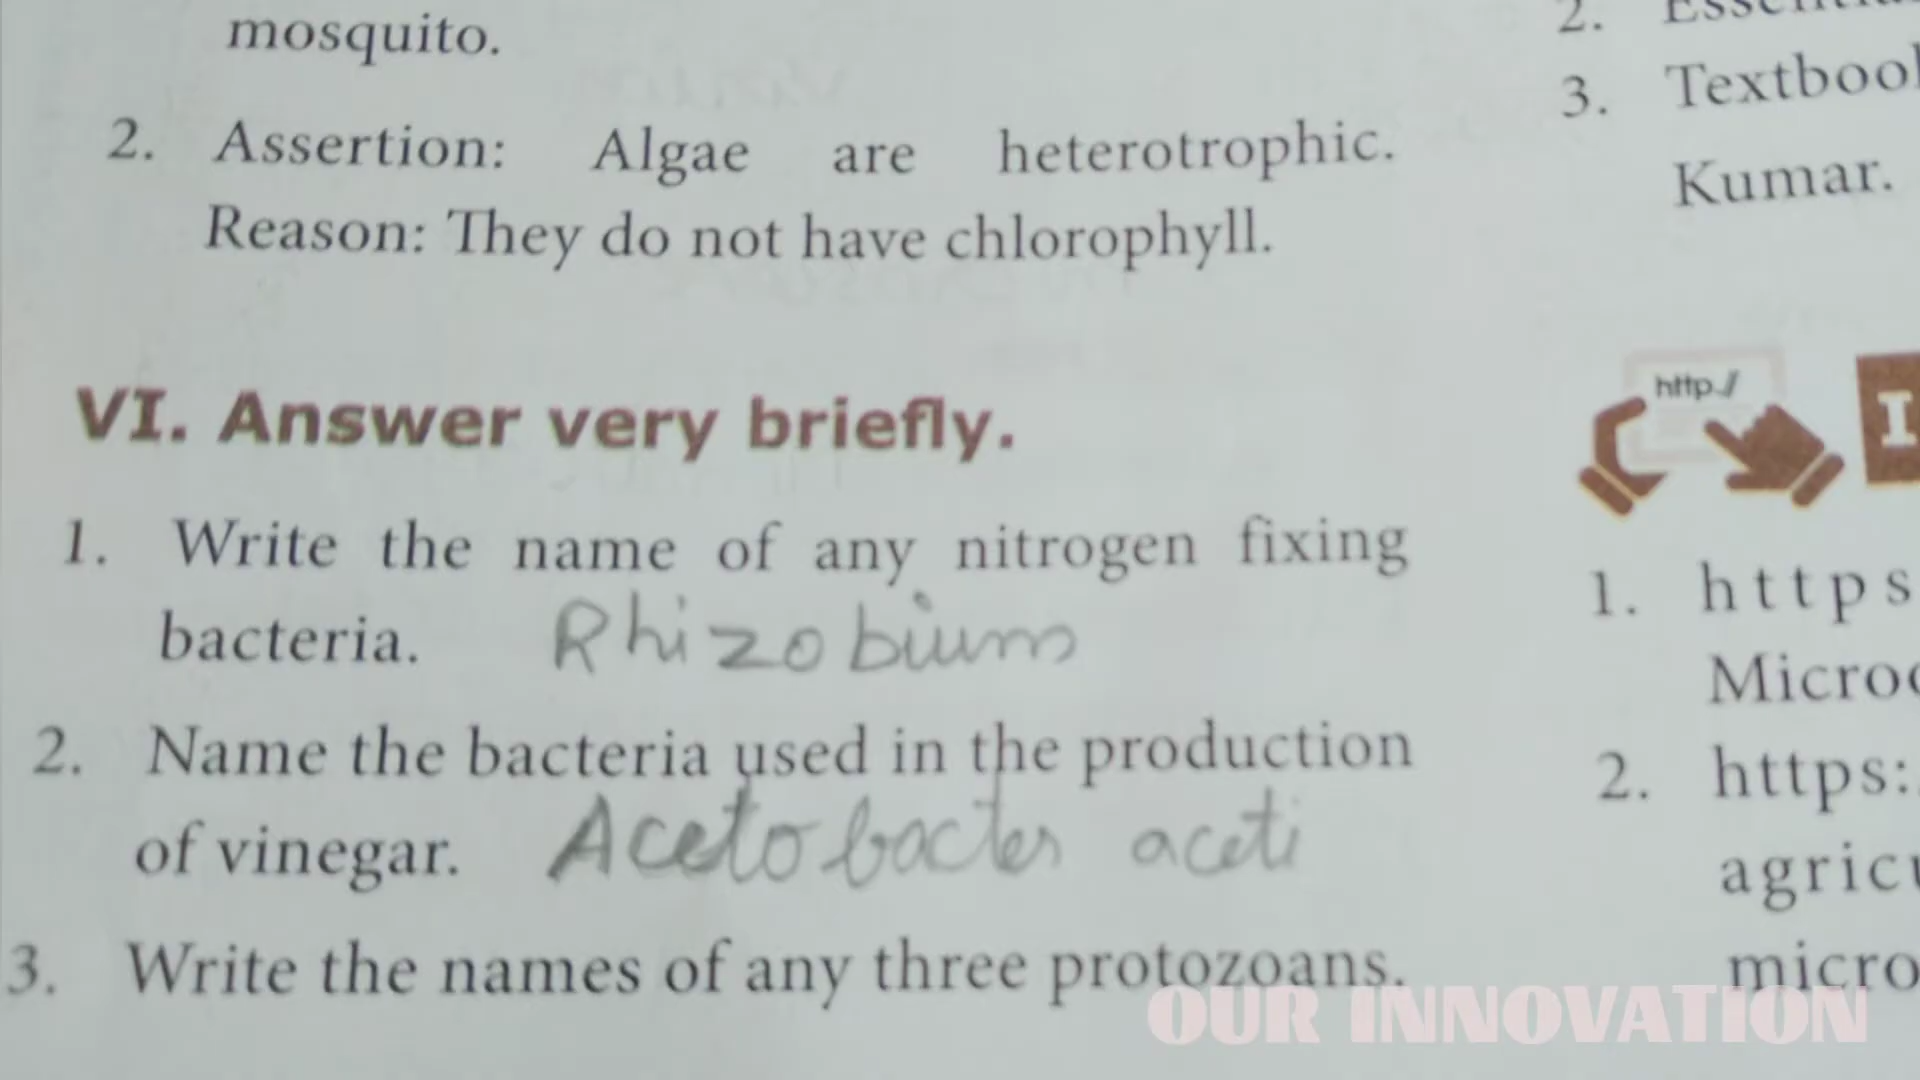 mosquito.
2. Assertion: Algae are heterotrophic.
Reason: They do not have chlorophyll.
VI. Answer very briefly.
1. Write the name of any nitrogen fixing
bacteria. Rhizobium
2. Name the bacteria used in the production
of vinegar. Acetobacter aceti
3. Write the names of any three protozoans.
2.
3. Textbook
Kumar.
http./
I
1. https
Micro
2. https:
agricu
micro
OUR INNOVATION